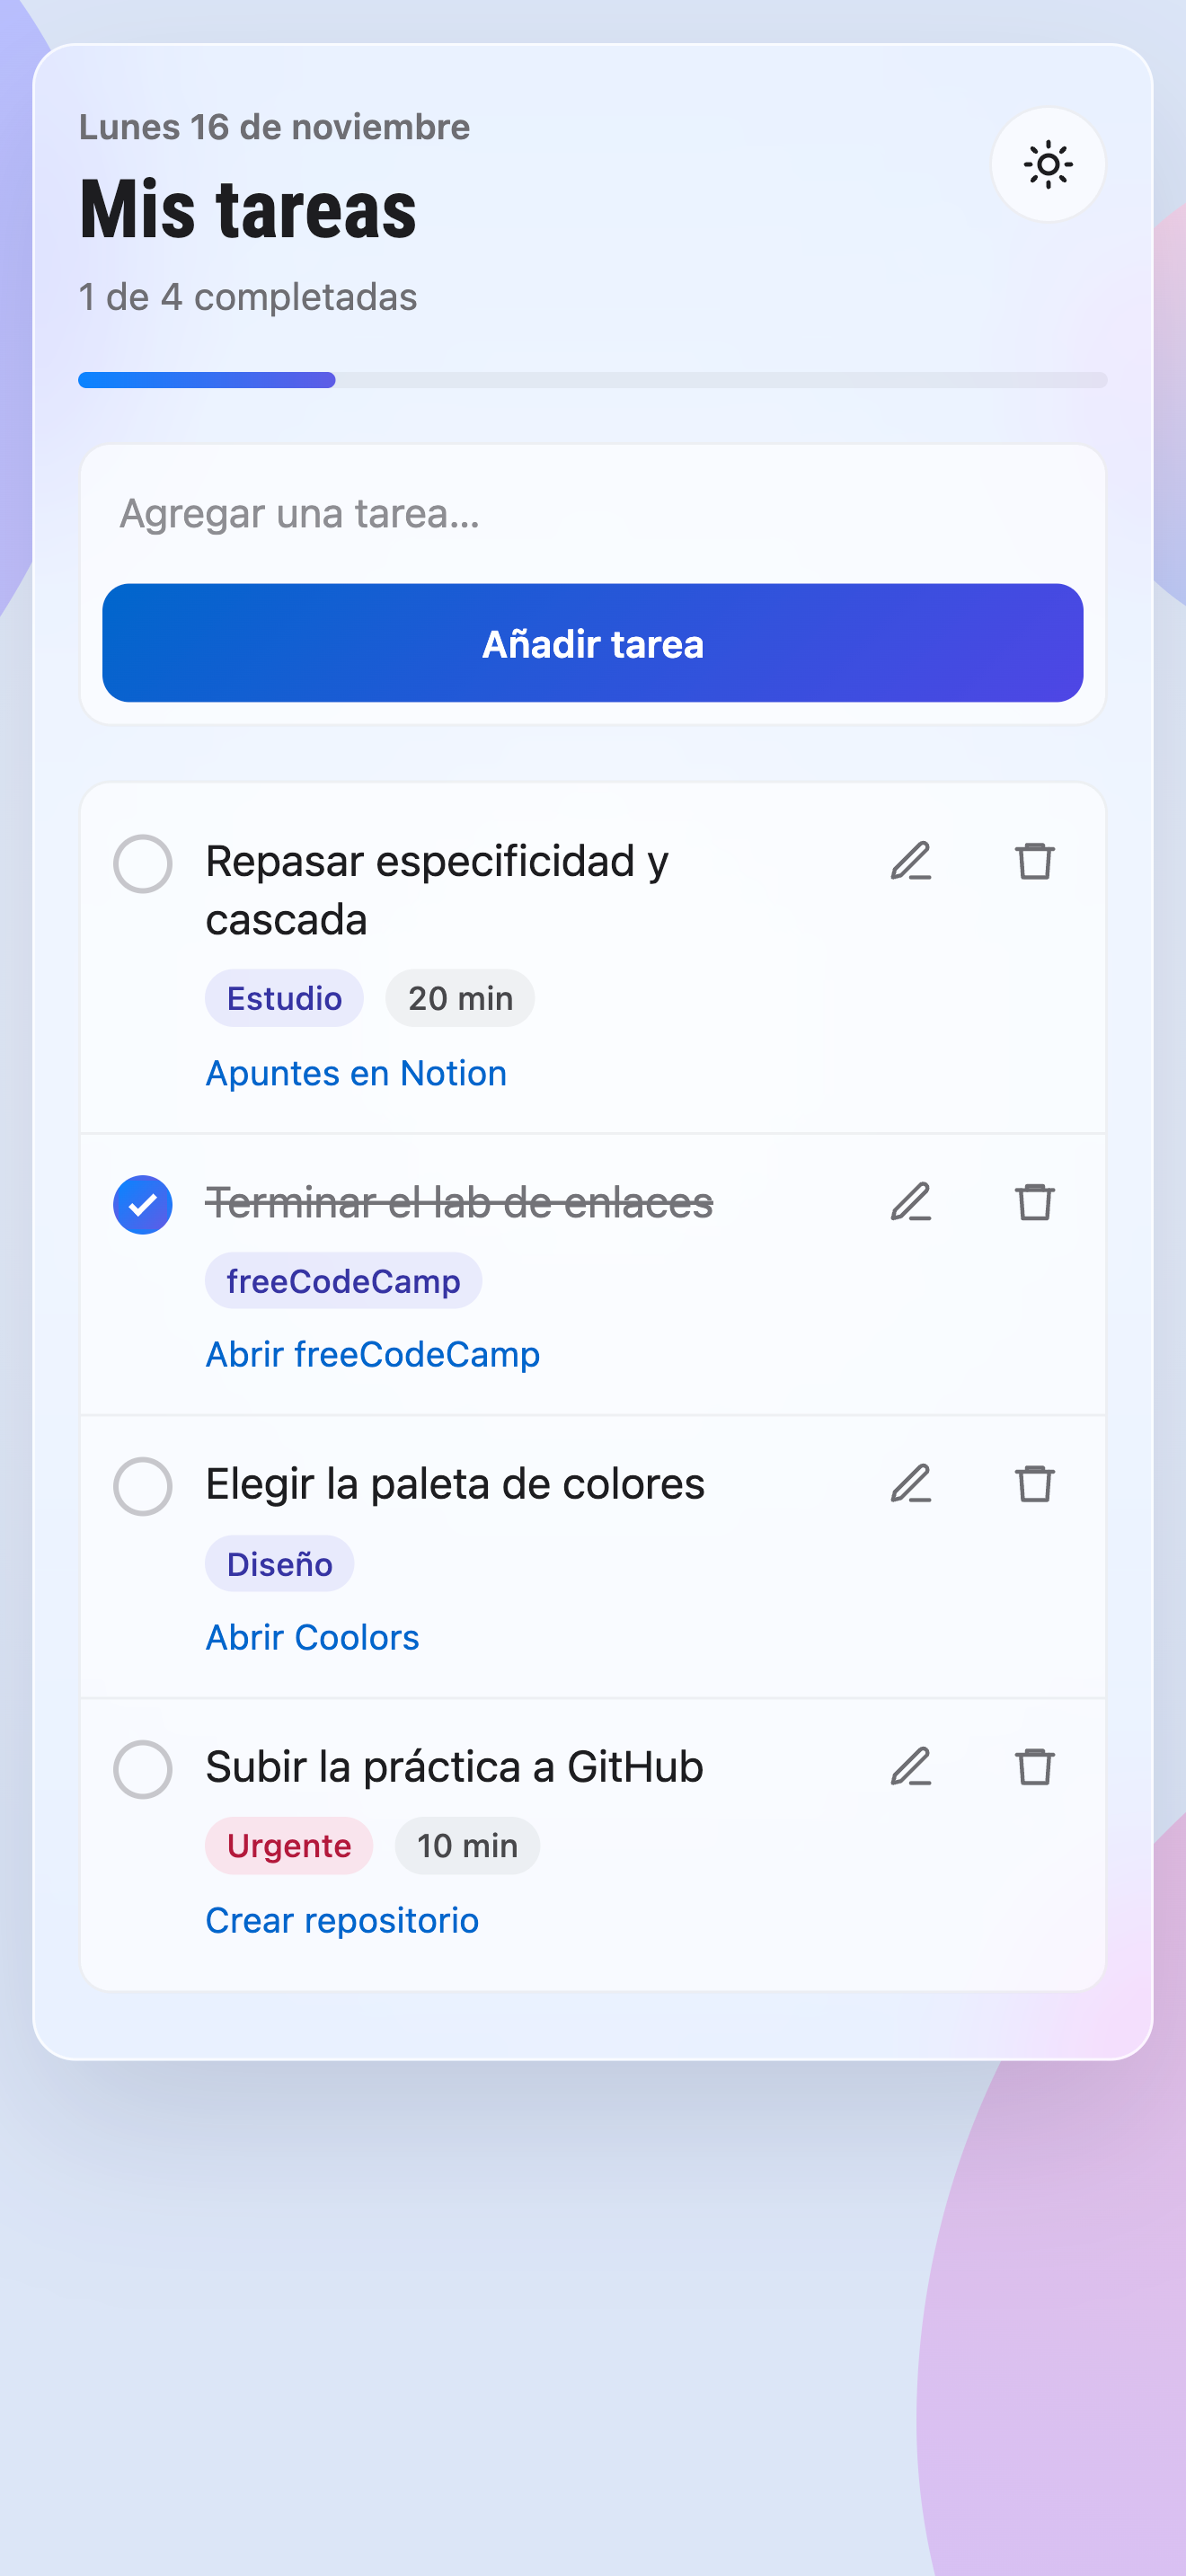 Lunes 16 de noviembre
Mis tareas
1 de 4 completadas
Agregar una tarea...
Añadir tarea
Repasar especificidad y
cascada
Estudio 20 min
Apuntes en Notion
Terminar el lab de enlaces
freeCodeCamp
Abrir freeCodeCamp
Elegir la paleta de colores
Diseño
Abrir Coolors
Subir la práctica a GitHub
Urgente 10 min
Crear repositorio